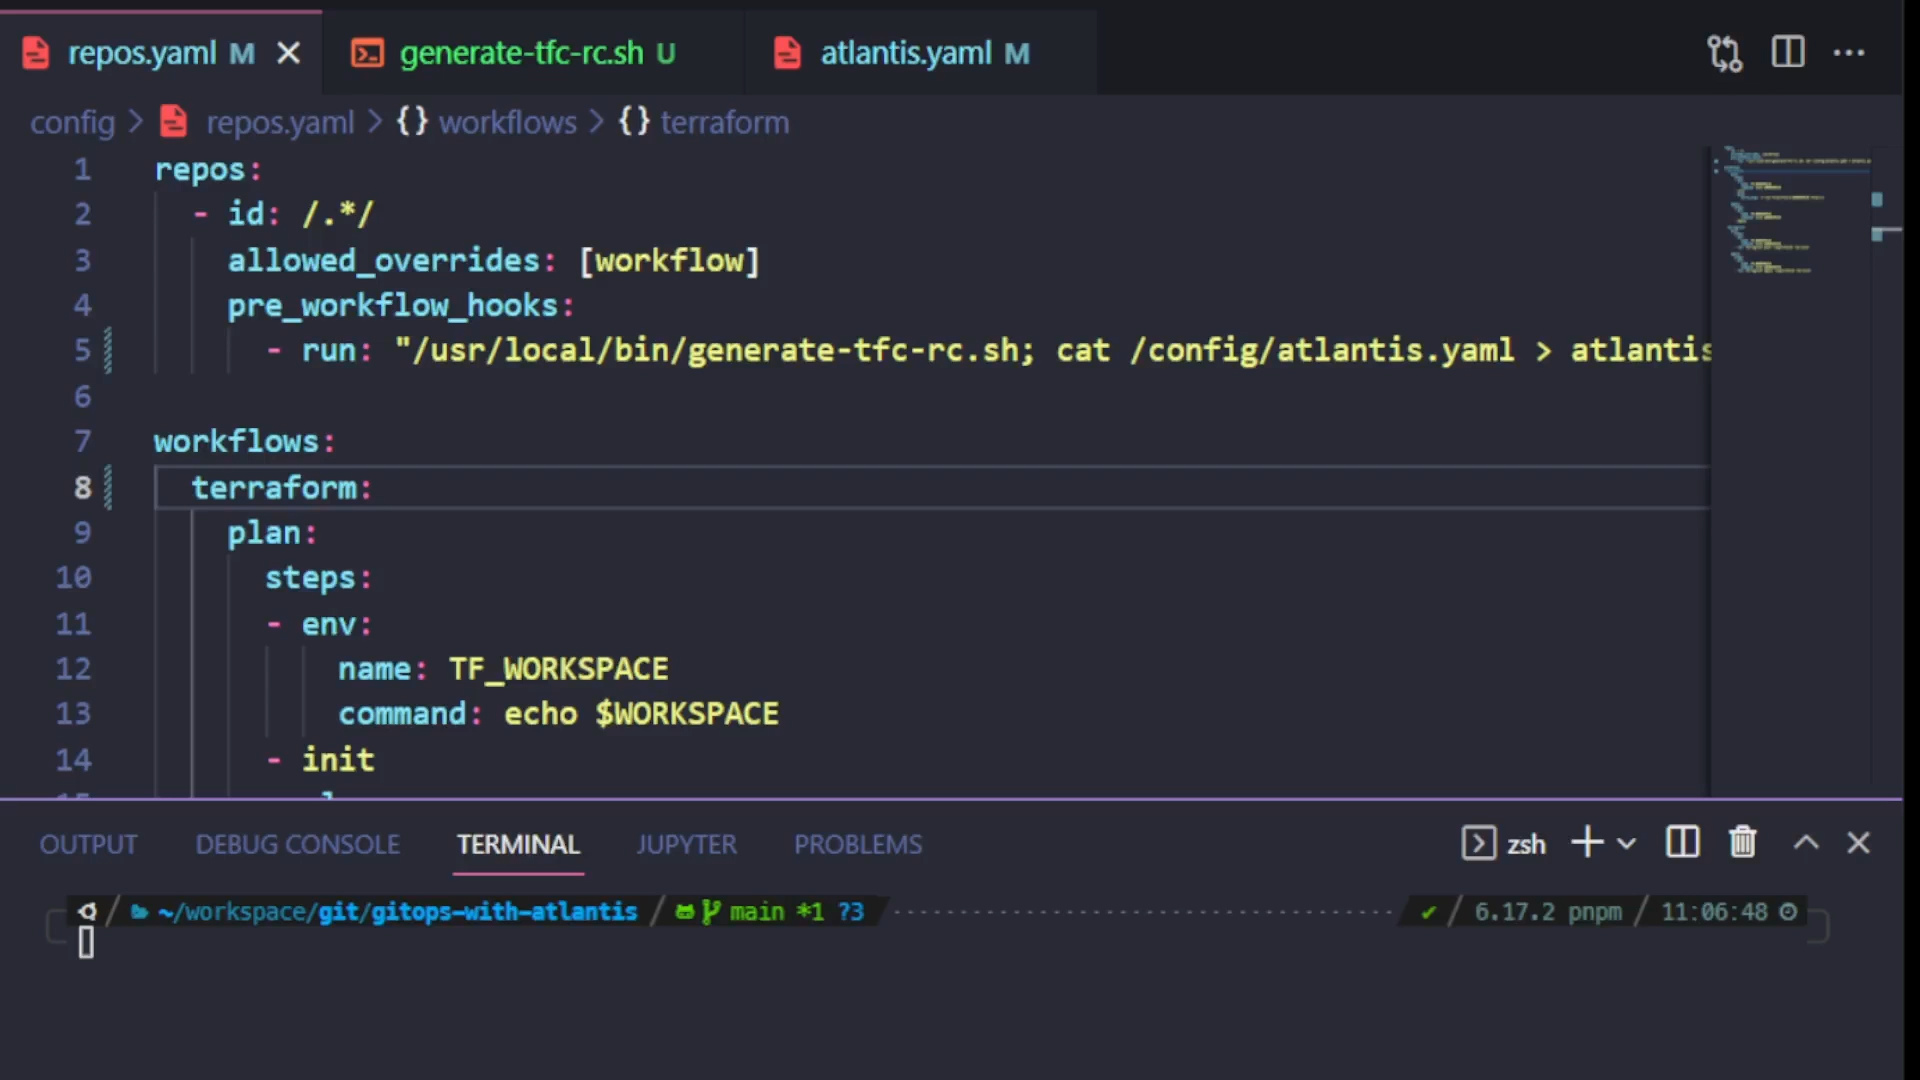 repos.yaml M
generate-tfc-rc.sh U
atlantis.yaml M
config > repos.yaml > {} workflows > {} terraform
1 repos:
2 - id: /.*/
3 allowed_overrides: [workflow]
4 pre_workflow_hooks:
5 - run: "/usr/local/bin/generate-tfc-rc.sh; cat /config/atlantis.yaml > atlantis
6
7 workflows:
8 terraform:
9 plan:
10 steps:
11 - env:
12 name: TF_WORKSPACE
13 command: echo $WORKSPACE
14 - init
OUTPUT DEBUG CONSOLE TERMINAL JUPYTER PROBLEMS zsh
~/workspace/git/gitops-with-atlantis main *1 ?3 ✔ 6.17.2 pnpm 11:06:48